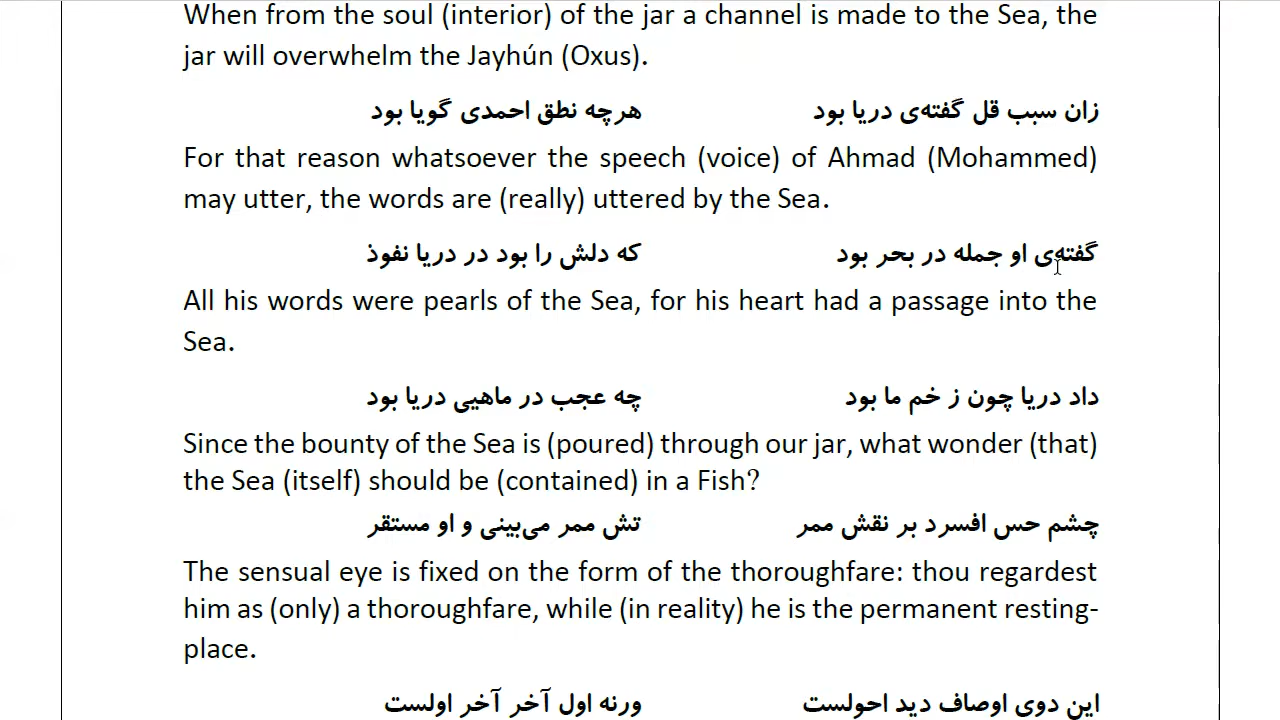 When from the soul (interior) of the jar a channel is made to the Sea, the
jar will overwhelm the Jayhún (Oxus).
زان سبب قل گفته‌ی دریا بود هرچه نطق احمدی گویا بود
For that reason whatsoever the speech (voice) of Ahmad (Mohammed)
may utter, the words are (really) uttered by the Sea.
گفته‌ی او جمله در بحر بود که دلش را بود در دریا نفوذ
All his words were pearls of the Sea, for his heart had a passage into the
Sea.
داد دریا چون ز خم ما بود چه عجب در ماهیی دریا بود
Since the bounty of the Sea is (poured) through our jar, what wonder (that)
the Sea (itself) should be (contained) in a Fish?
چشم حس افسرد بر نقش ممر تش ممر می‌بینی و او مستقر
The sensual eye is fixed on the form of the thoroughfare: thou regardest
him as (only) a thoroughfare, while (in reality) he is the permanent resting-
place.
این دوی اوصاف دید احولست ورنه اول آخر آخر اولست